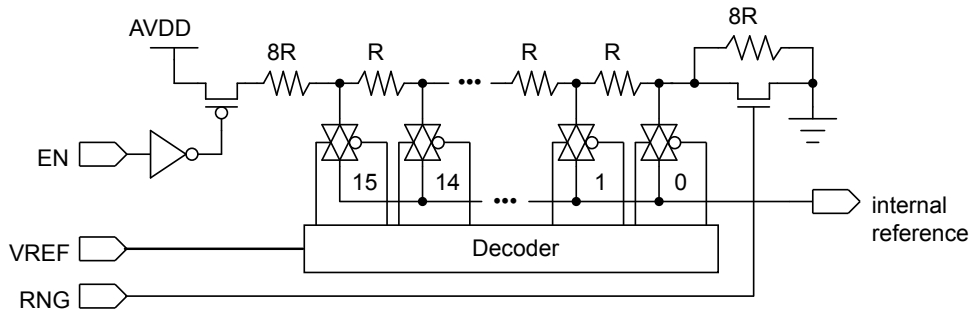 AVDD
8R
R
R
R
8R
EN
15
14
1
0
internal
reference
VREF
Decoder
RNG